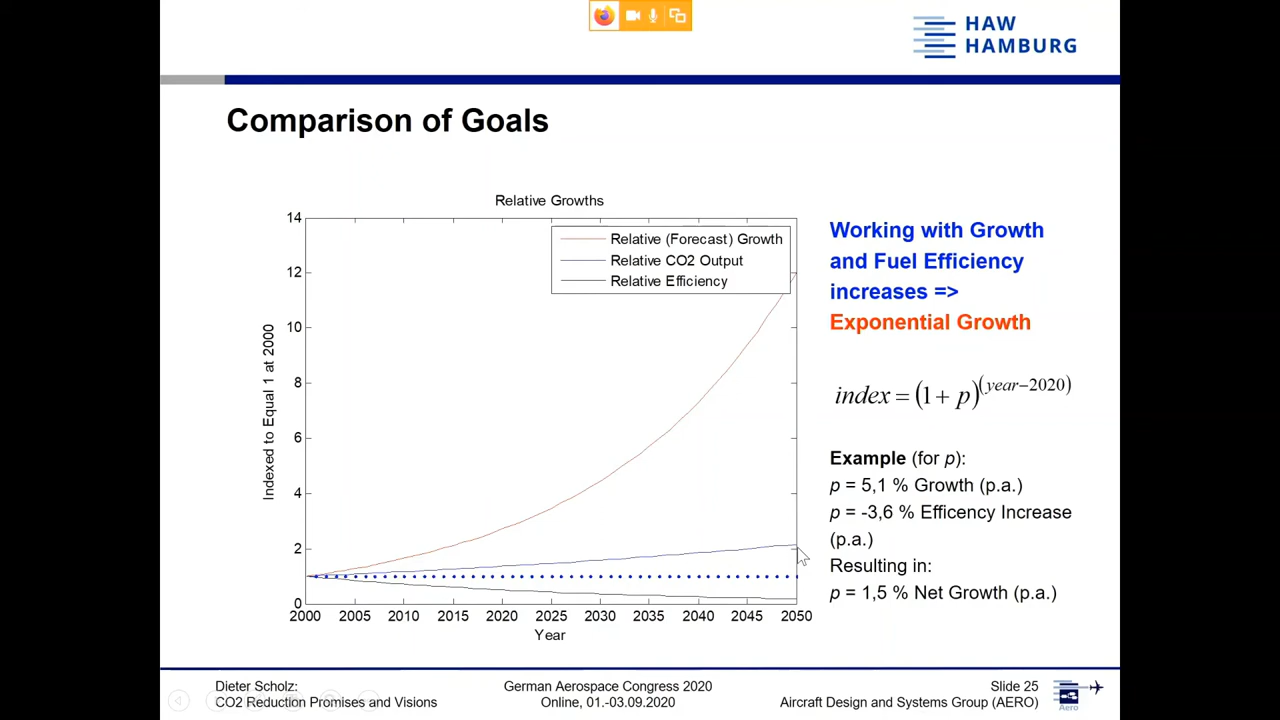 HAW
HAMBURG
Comparison of Goals
Relative Growths
14
12
10
8
6
4
2
0
Indexed to Equal 1 at 2000
Relative (Forecast) Growth
Relative CO2 Output
Relative Efficiency
2000 2005 2010 2015 2020 2025 2030 2035 2040 2045 2050
Year
Working with Growth
and Fuel Efficiency
increases =>
Exponential Growth
index = (1 + p)^(year−2020)
Example (for p):
p = 5,1 % Growth (p.a.)
p = -3,6 % Efficency Increase
(p.a.)
Resulting in:
p = 1,5 % Net Growth (p.a.)
Dieter Scholz:
CO2 Reduction Promises and Visions
German Aerospace Congress 2020
Online, 01.-03.09.2020
Slide 25
Aircraft Design and Systems Group (AERO)
Aero